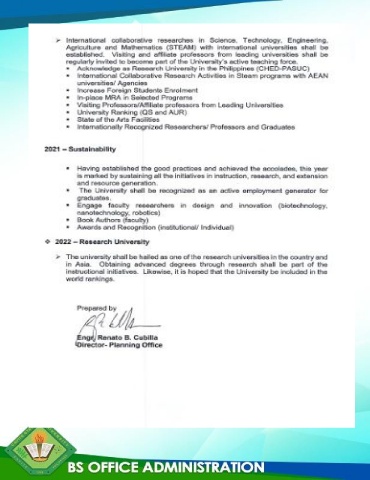 ➢ International collaborative researches in Science, Technology, Engineering,
Agriculture and Mathematics (STEAM) with international universities shall be
established. Visiting and affiliate professors from leading universities shall be
regularly invited to become part of the University's active teaching force.
▪ Acknowledge as Research University in the Philippines (CHED-PASUC)
▪ International Collaborative Research Activities in Steam programs with AEAN
universities/ Agencies
▪ Increase Foreign Students Enrolment
▪ In-place MRA in Selected Programs
▪ Visiting Professors/Affiliate professors from Leading Universities
▪ University Ranking (QS and AUR)
▪ State of the Arts Facilities
▪ Internationally Recognized Researchers/ Professors and Graduates
2021 – Sustainability
▪ Having established the good practices and achieved the accolades, this year
is marked by sustaining all the initiatives in instruction, research, and extension
and resource generation.
▪ The University shall be recognized as an active employment generator for
graduates.
▪ Engage faculty researchers in design and innovation (biotechnology,
nanotechnology, robotics)
▪ Book Authors (faculty)
▪ Awards and Recognition (institutional/ Individual)
❖ 2022 – Research University
➢ The university shall be hailed as one of the research universities in the country and
in Asia. Obtaining advanced degrees through research shall be part of the
instructional initiatives. Likewise, it is hoped that the University be included in the
world rankings.
Prepared by
Engr. Renato B. Cubilla
Director- Planning Office
BS OFFICE ADMINISTRATION